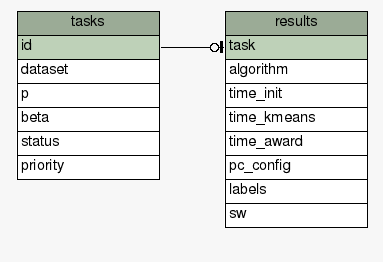 tasks
id
dataset
p
beta
status
priority
results
task
algorithm
time_init
time_kmeans
time_award
pc_config
labels
sw